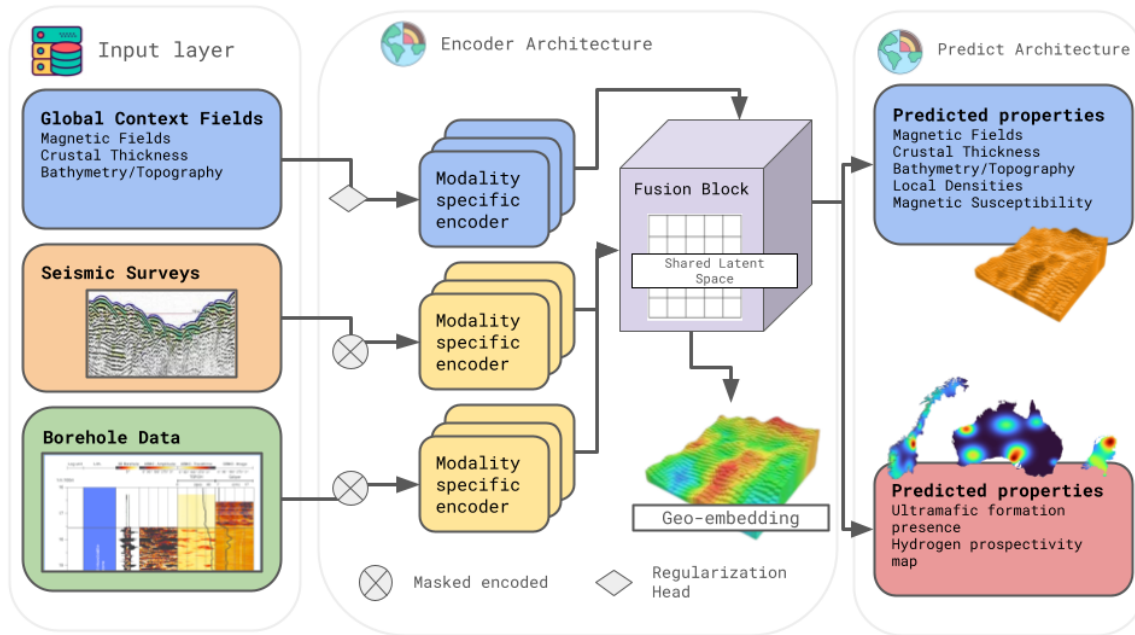 Input layer
Encoder Architecture
Predict Architecture
Global Context Fields
Magnetic Fields
Crustal Thickness
Bathymetry/Topography
Seismic Surveys
Borehole Data
Modality
specific
encoder
Modality
specific
encoder
Modality
specific
encoder
Fusion Block
Shared Latent
Space
Geo-embedding
Masked encoded
Regularization
Head
Predicted properties
Magnetic Fields
Crustal Thickness
Bathymetry/Topography
Local Densities
Magnetic Susceptibility
Predicted properties
Ultramafic formation
presence
Hydrogen prospectivity
map